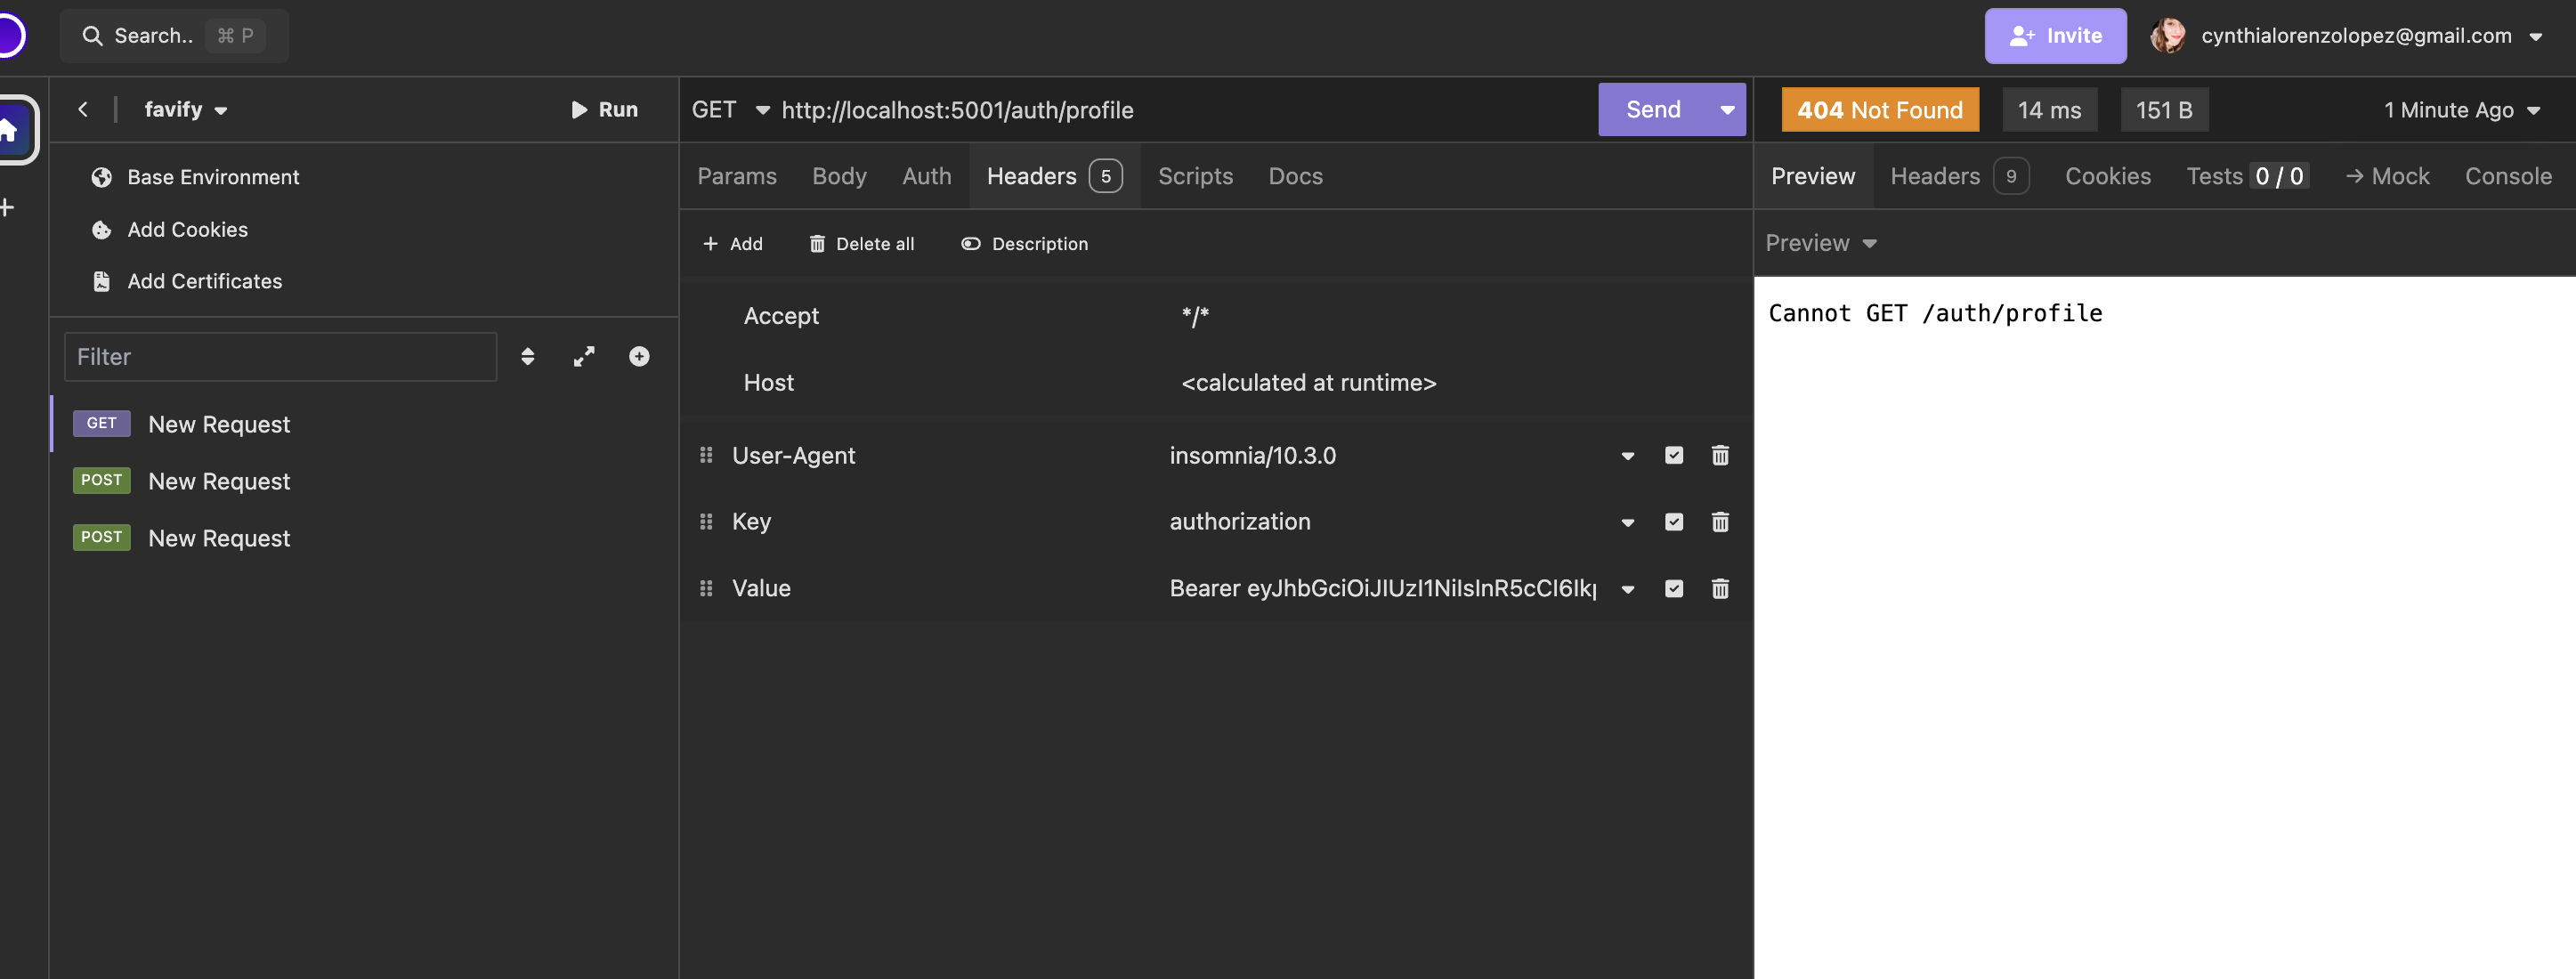 Search.. ⌘ P
Invite
cynthialorenzolopez@gmail.com
favify
Run
Base Environment
Add Cookies
Add Certificates
Filter
GET New Request
POST New Request
POST New Request
GET http://localhost:5001/auth/profile
Send
Params Body Auth Headers 5 Scripts Docs
+ Add Delete all Description
Accept */*
Host <calculated at runtime>
User-Agent insomnia/10.3.0
Key authorization
Value Bearer eyJhbGciOiJIUzI1NiIsInR5cCI6Ikp
404 Not Found 14 ms 151 B 1 Minute Ago
Preview Headers 9 Cookies Tests 0 / 0 → Mock Console
Preview
Cannot GET /auth/profile